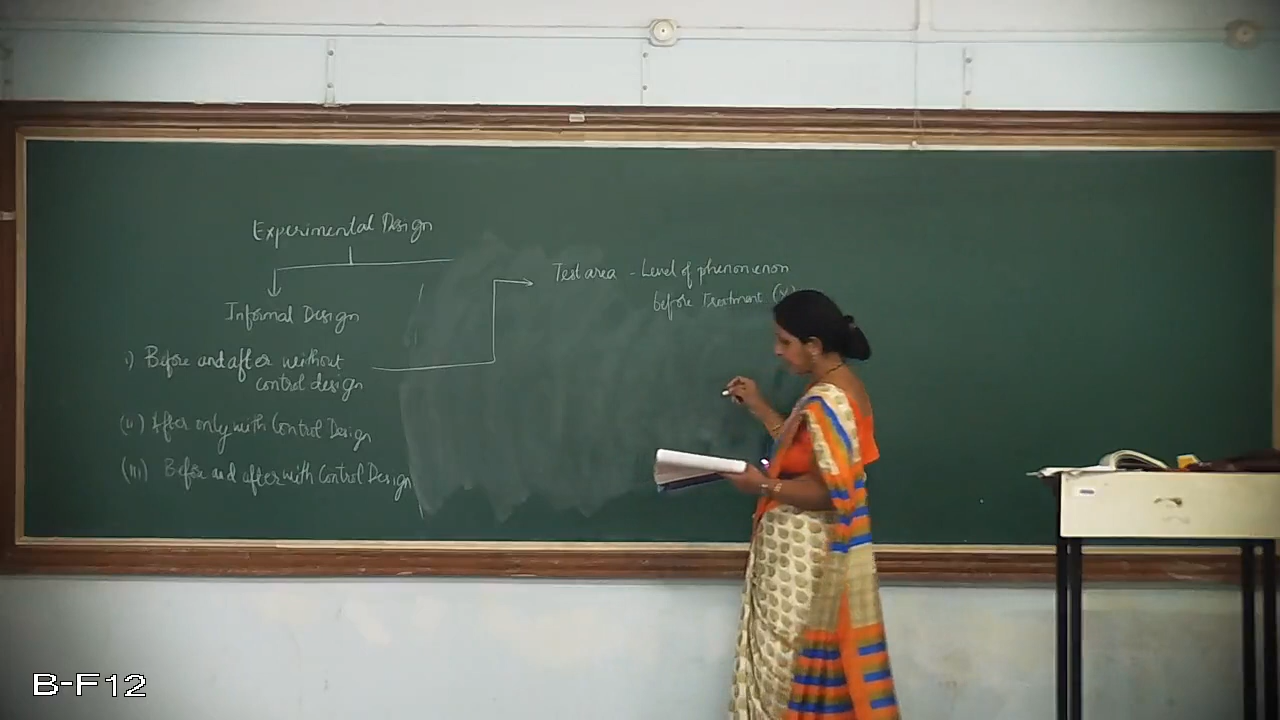 Experimental Design
Informal Design
i) Before and after without
control design
(ii) After only with Control Design
(iii) Before and after with Control Design
Test area - Level of phenomenon
before Treatment
B-F12